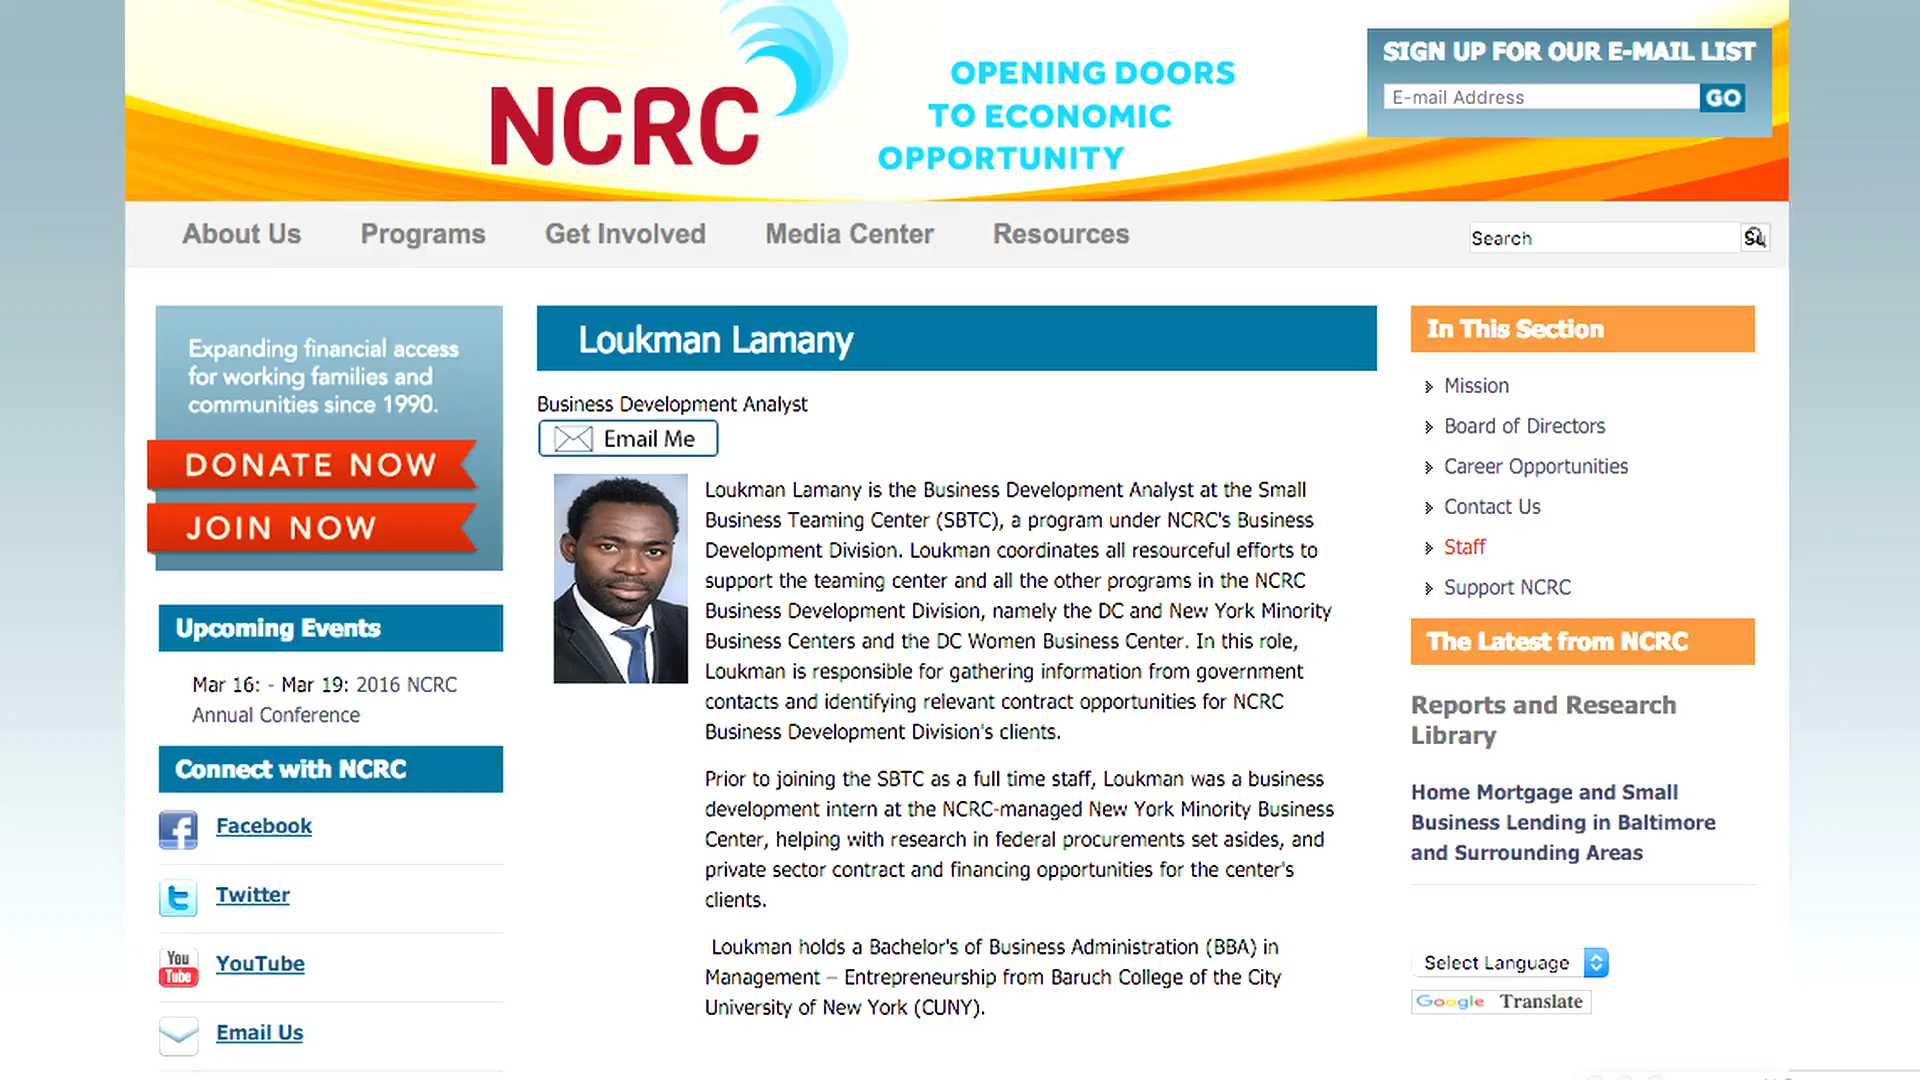 NCRC
OPENING DOORS
TO ECONOMIC
OPPORTUNITY
SIGN UP FOR OUR E-MAIL LIST
E-mail Address
GO
About Us
Programs
Get Involved
Media Center
Resources
Search
Expanding financial access
for working families and
communities since 1990.
DONATE NOW
JOIN NOW
Upcoming Events
Mar 16: - Mar 19: 2016 NCRC
Annual Conference
Connect with NCRC
Facebook
Twitter
You
Tube
YouTube
Email Us
Loukman Lamany
Business Development Analyst
Email Me
Loukman Lamany is the Business Development Analyst at the Small
Business Teaming Center (SBTC), a program under NCRC's Business
Development Division. Loukman coordinates all resourceful efforts to
support the teaming center and all the other programs in the NCRC
Business Development Division, namely the DC and New York Minority
Business Centers and the DC Women Business Center. In this role,
Loukman is responsible for gathering information from government
contacts and identifying relevant contract opportunities for NCRC
Business Development Division's clients.
Prior to joining the SBTC as a full time staff, Loukman was a business
development intern at the NCRC-managed New York Minority Business
Center, helping with research in federal procurements set asides, and
private sector contract and financing opportunities for the center's
clients.
Loukman holds a Bachelor's of Business Administration (BBA) in
Management – Entrepreneurship from Baruch College of the City
University of New York (CUNY).
In This Section
Mission
Board of Directors
Career Opportunities
Contact Us
Staff
Support NCRC
The Latest from NCRC
Reports and Research
Library
Home Mortgage and Small
Business Lending in Baltimore
and Surrounding Areas
Select Language
Google Translate